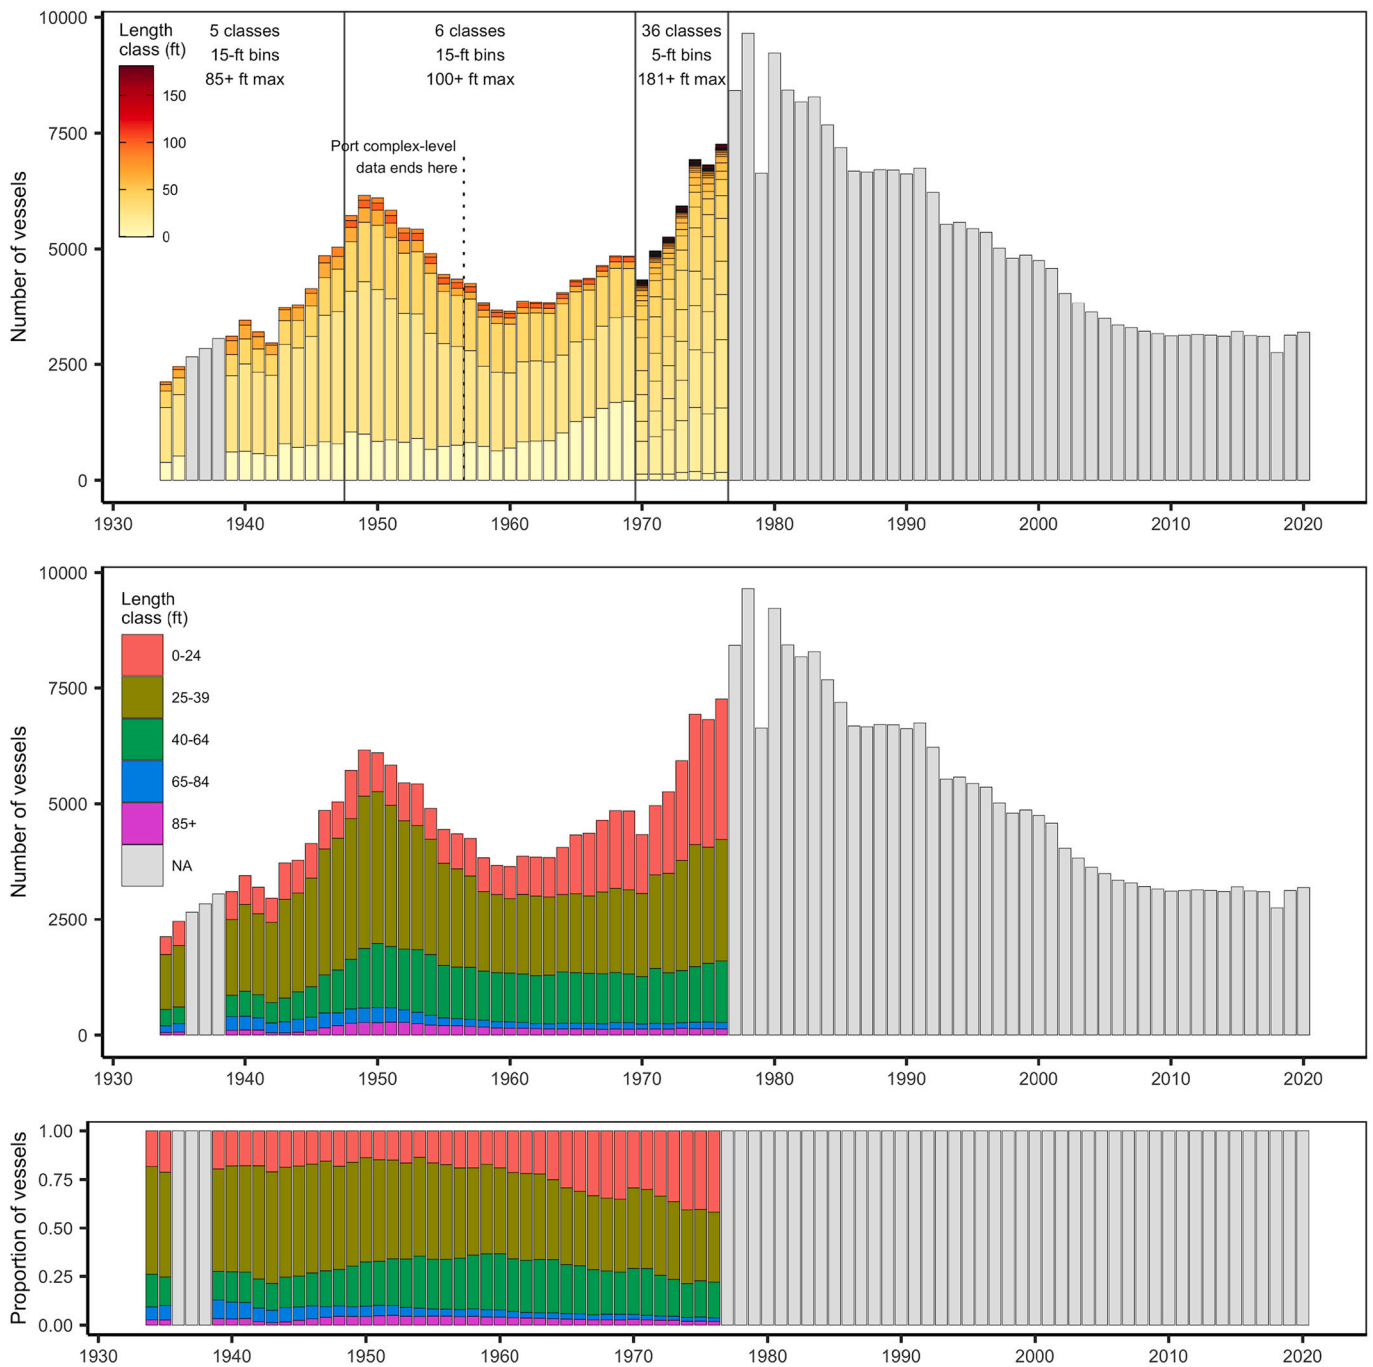 Number of vessels
10000
7500
5000
2500
0
Length
class (ft)
150
100
50
0
5 classes
15-ft bins
85+ ft max
6 classes
15-ft bins
100+ ft max
36 classes
5-ft bins
181+ ft max
Port complex-level
data ends here
1930 1940 1950 1960 1970 1980 1990 2000 2010 2020
Number of vessels
10000
7500
5000
2500
0
Length
class (ft)
0-24
25-39
40-64
65-84
85+
NA
1930 1940 1950 1960 1970 1980 1990 2000 2010 2020
Proportion of vessels
1.00
0.75
0.50
0.25
0.00
1930 1940 1950 1960 1970 1980 1990 2000 2010 2020